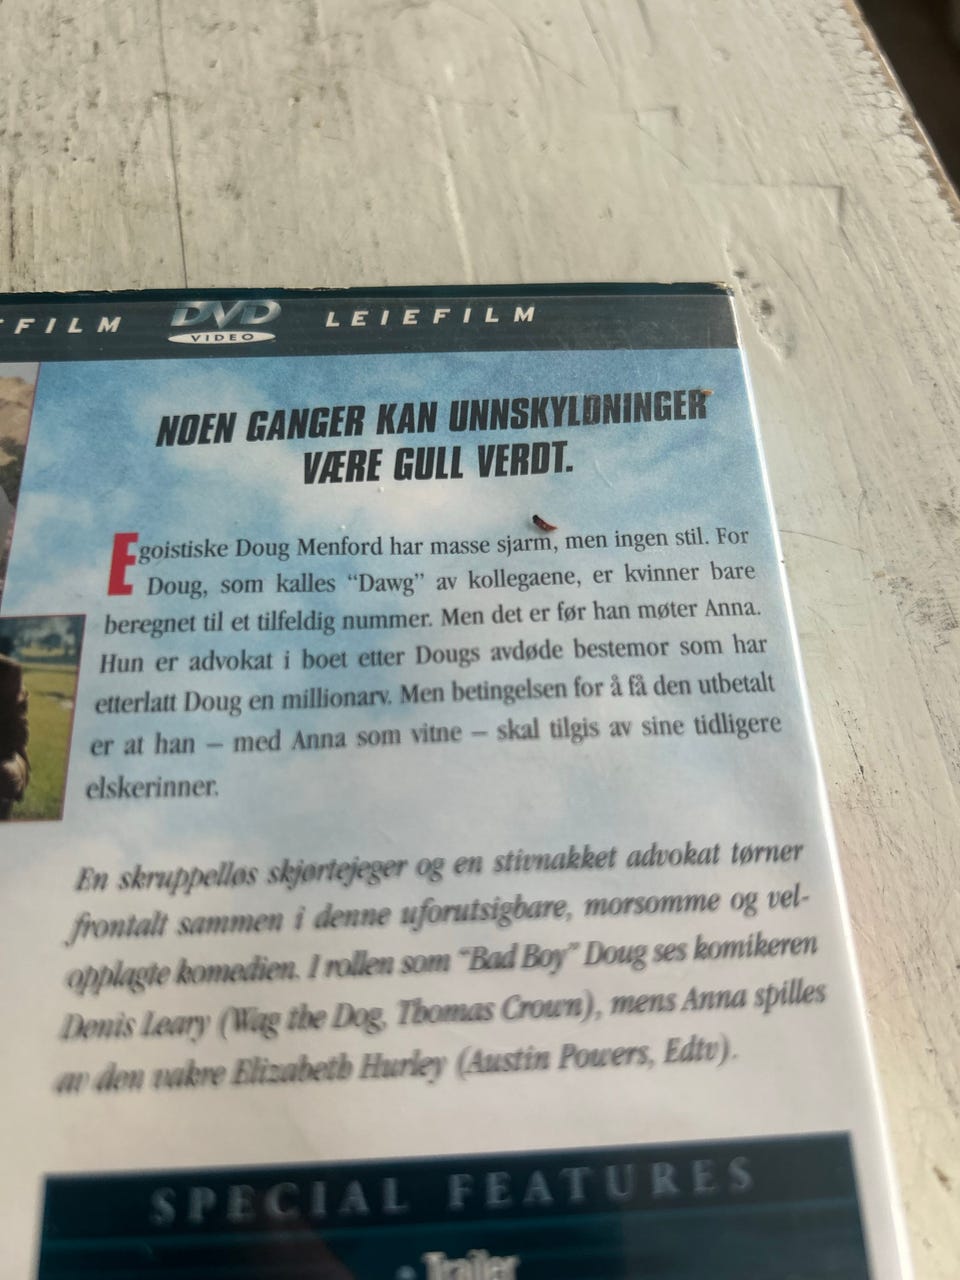 FILM DVD VIDEO LEIEFILM
NOEN GANGER KAN UNNSKYLDNINGER
VÆRE GULL VERDT.
Egoistiske Doug Menford har masse sjarm, men ingen stil. For
Doug, som kalles “Dawg” av kollegaene, er kvinner bare
beregnet til et tilfeldig nummer. Men det er før han møter Anna.
Hun er advokat i boet etter Dougs avdøde bestemor som har
etterlatt Doug en millionarv. Men betingelsen for å få den utbetalt
er at han – med Anna som vitne – skal tilgis av sine tidligere
elskerinner.
En skruppelløs skjørtejeger og en stivnakket advokat tørner
frontalt sammen i denne uforutsigbare, morsomme og vel-
opplagte komedien. I rollen som “Bad Boy” Doug ses komikeren
Denis Leary (Wag the Dog, Thomas Crown), mens Anna spilles
av den vakre Elizabeth Hurley (Austin Powers, Edtv).
SPECIAL FEATURES
• Trailer